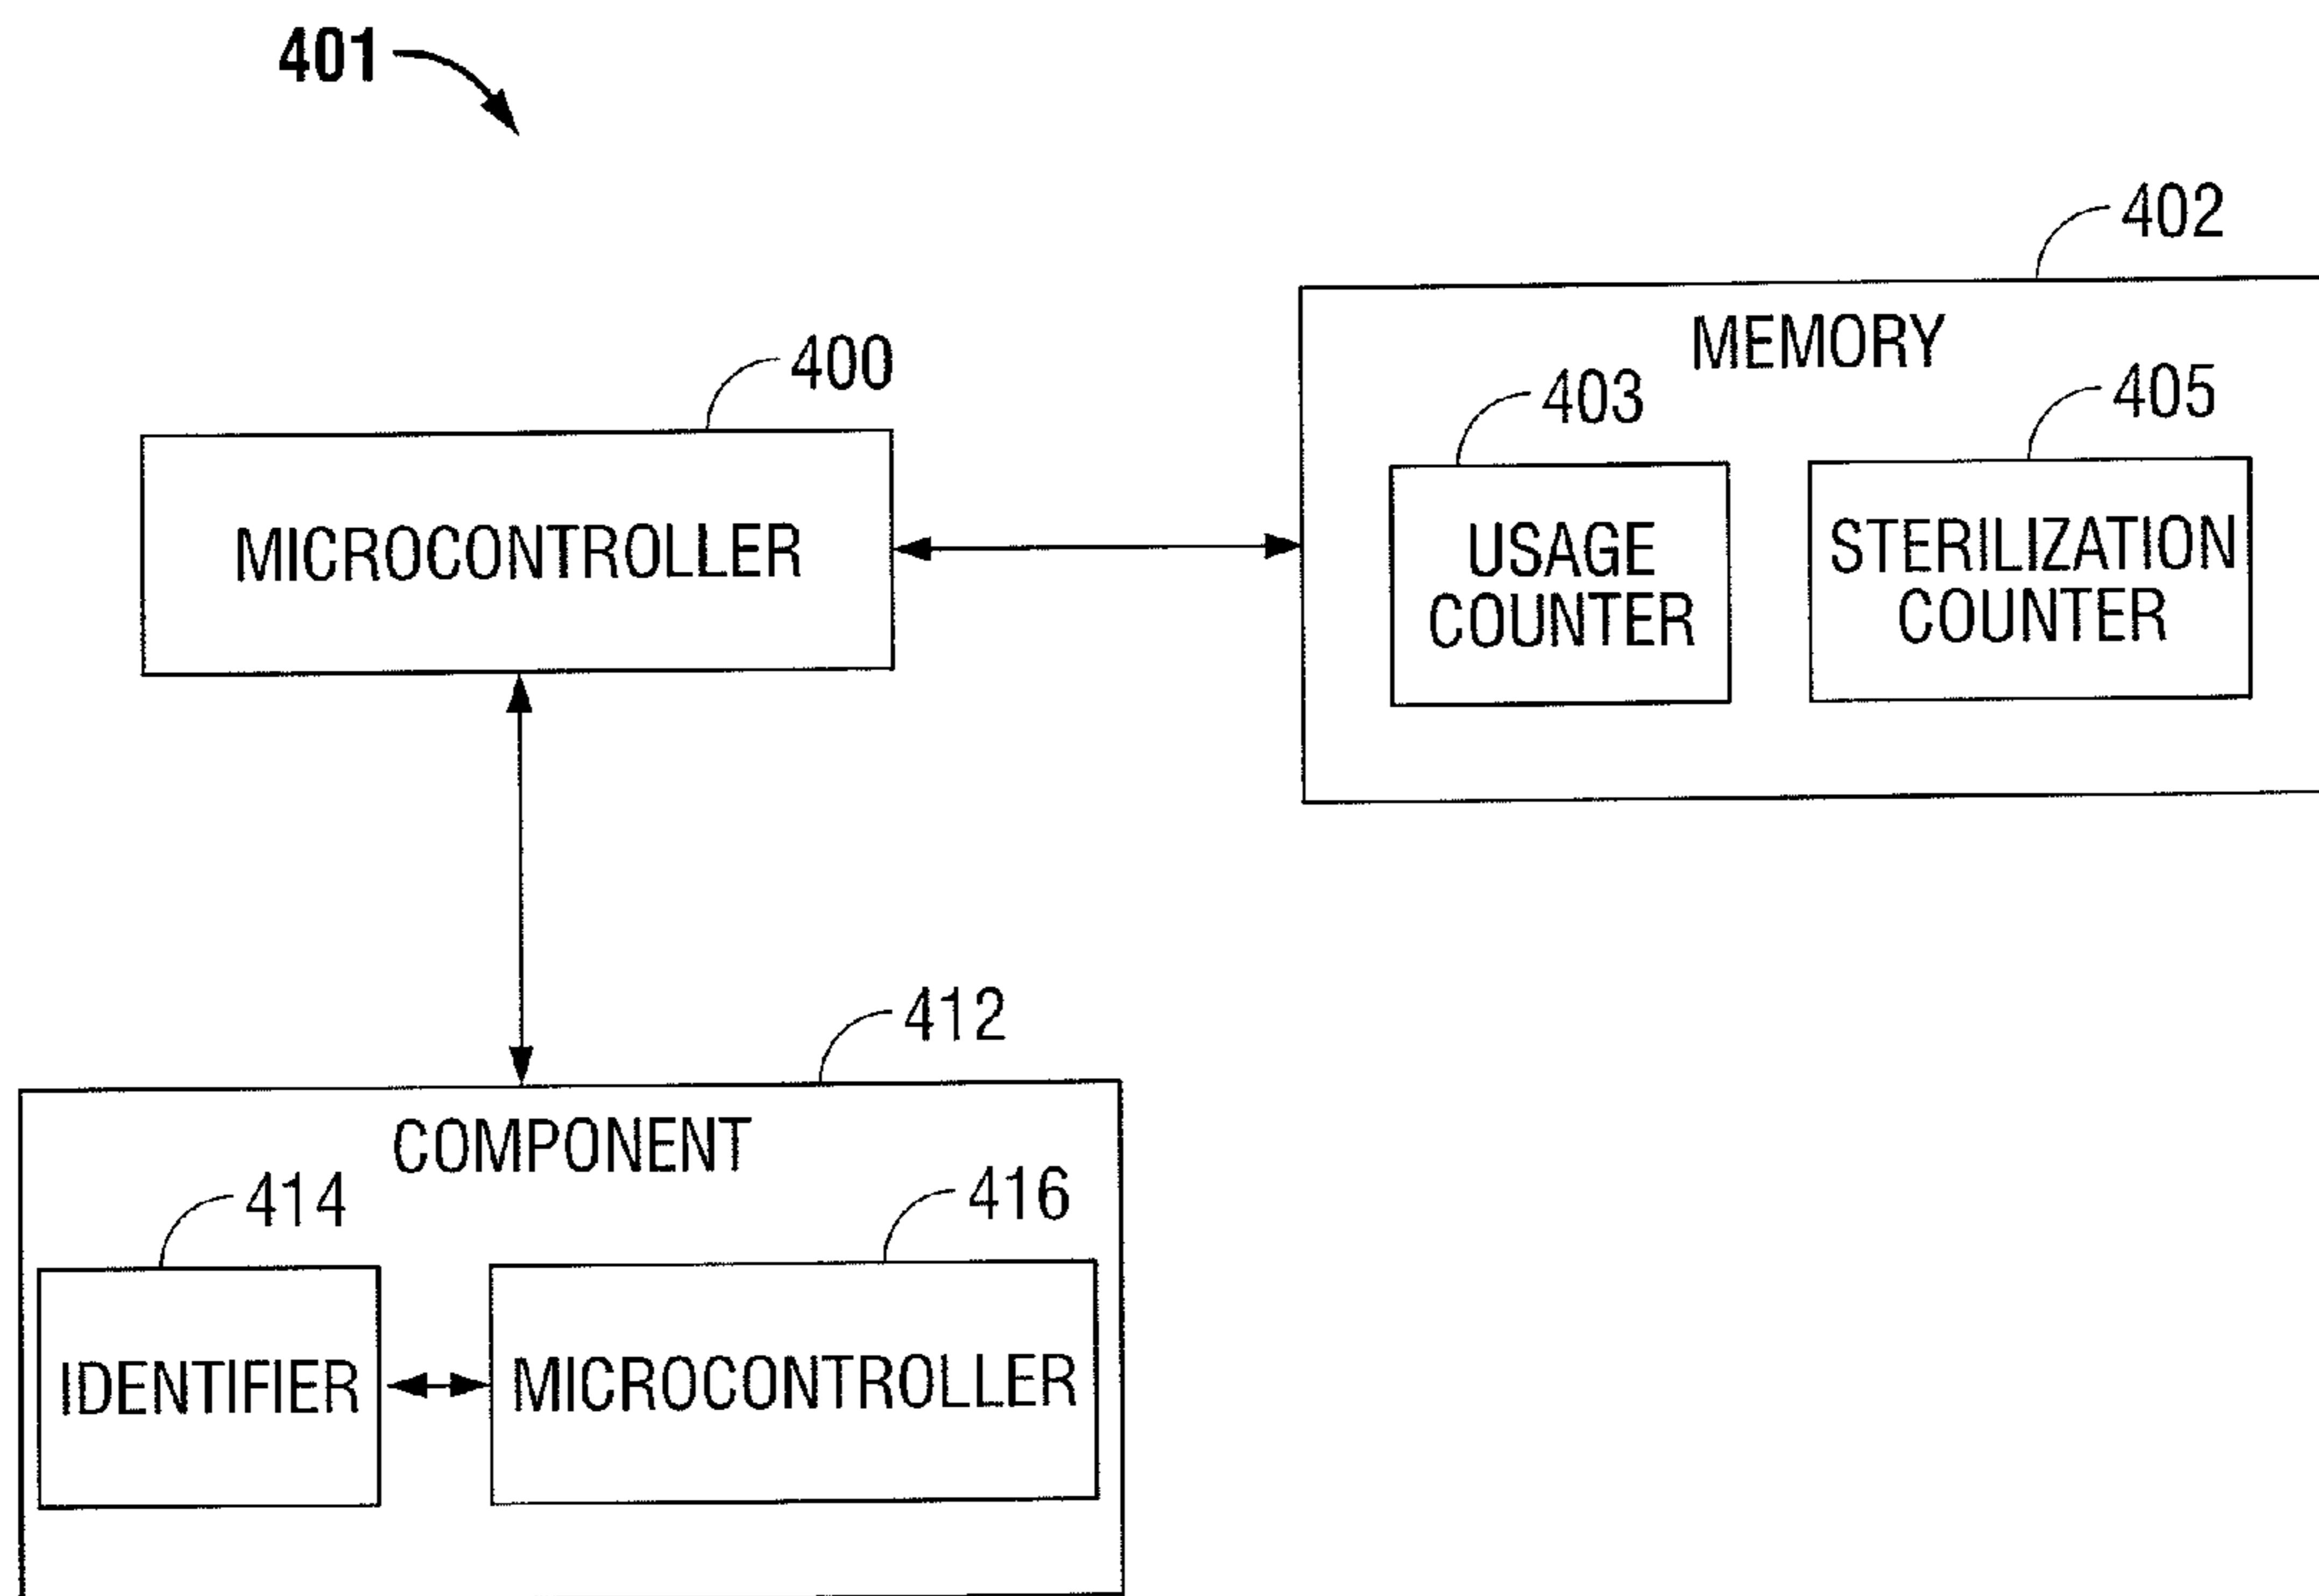 401
402
MEMORY
400
403
405
MICROCONTROLLER
USAGE
COUNTER
STERILIZATION
COUNTER
412
COMPONENT
414
416
IDENTIFIER
MICROCONTROLLER